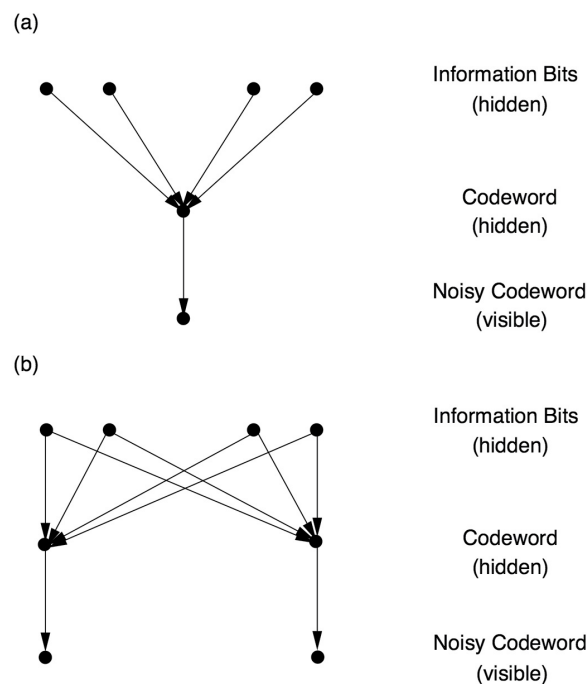 (a)
Information Bits
(hidden)
Codeword
(hidden)
Noisy Codeword
(visible)
(b)
Information Bits
(hidden)
Codeword
(hidden)
Noisy Codeword
(visible)